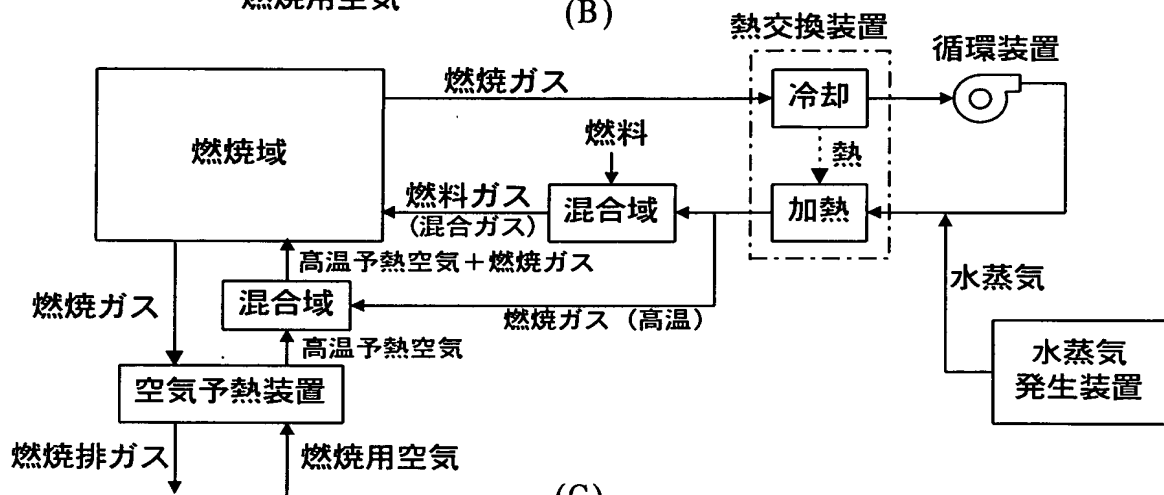 燃焼用空気
(B)
熱交換装置
循環装置
燃焼ガス
冷却
燃料
熱
燃焼域
燃料ガス
(混合ガス)
混合域
加熱
高温予熱空気＋燃焼ガス
水蒸気
燃焼ガス
混合域
燃焼ガス (高温)
高温予熱空気
水蒸気
発生装置
空気予熱装置
燃焼排ガス
燃焼用空気
(C)